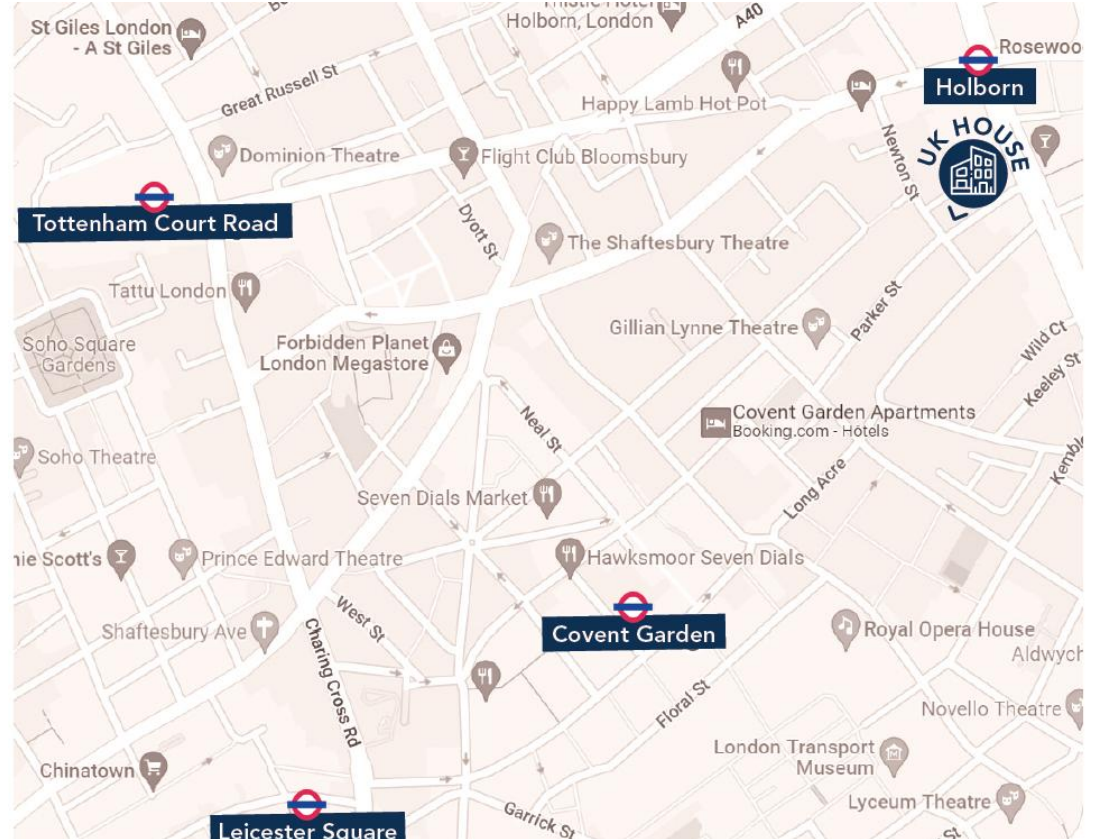 St Giles London
- A St Giles
Thistle Hotel
Holborn, London
A40
Rosewoo
Holborn
Great Russell St
Happy Lamb Hot Pot
UK HOUSE
Newton St
Dominion Theatre
Flight Club Bloomsbury
Tottenham Court Road
Dyott St
The Shaftesbury Theatre
Tattu London
Parker St
Gillian Lynne Theatre
Soho Square
Gardens
Forbidden Planet
London Megastore
Wild Ct
Keeley St
Neal St
Covent Garden Apartments
Booking.com - Hotels
Soho Theatre
Kembl
Long Acre
Seven Dials Market
nie Scott's
Prince Edward Theatre
Hawksmoor Seven Dials
West St
Shaftesbury Ave
Covent Garden
Royal Opera House
Aldwych
Charing Cross Rd
Floral St
Novello Theatre
London Transport
Museum
Chinatown
Lyceum Theatre
Garrick St
Leicester Square
St